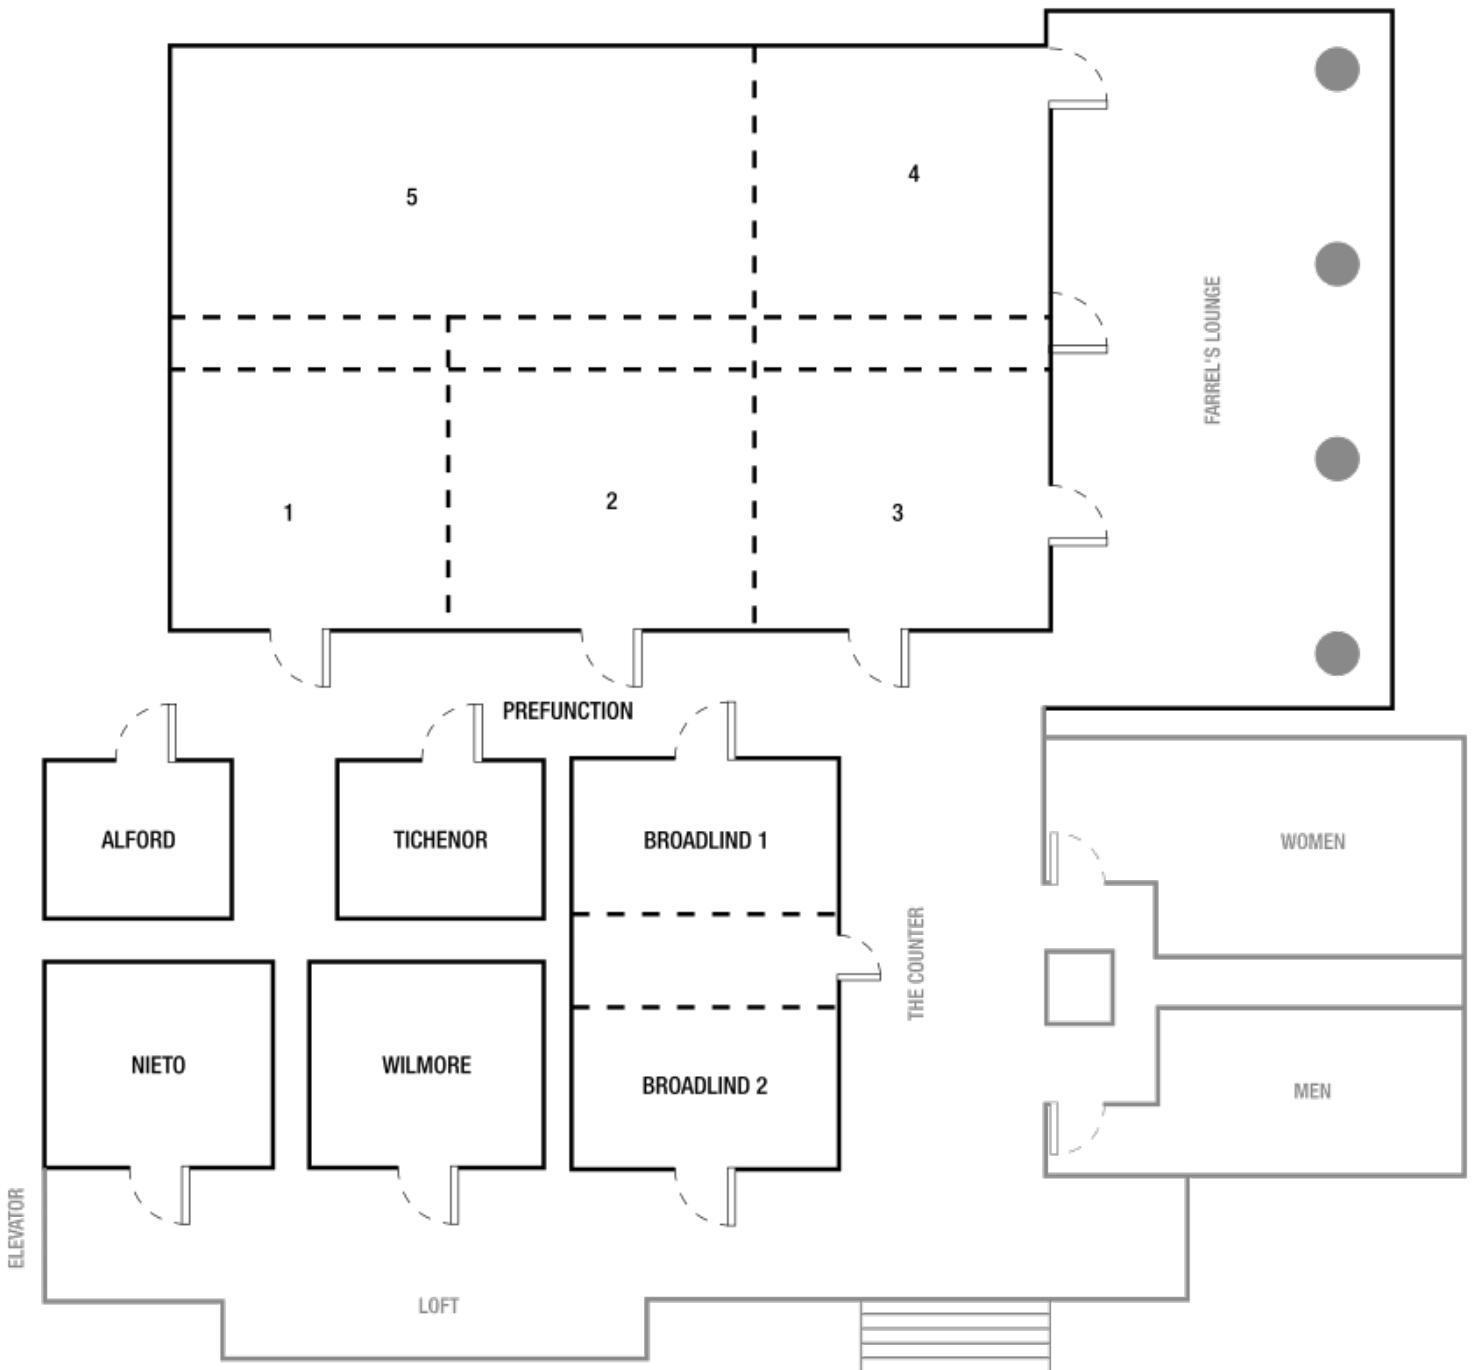 5
4
FARREL'S LOUNGE
1
2
3
PREFUNCTION
ALFORD
TICHENOR
BROADLIND 1
WOMEN
THE COUNTER
NIETO
WILMORE
BROADLIND 2
MEN
ELEVATOR
LOFT